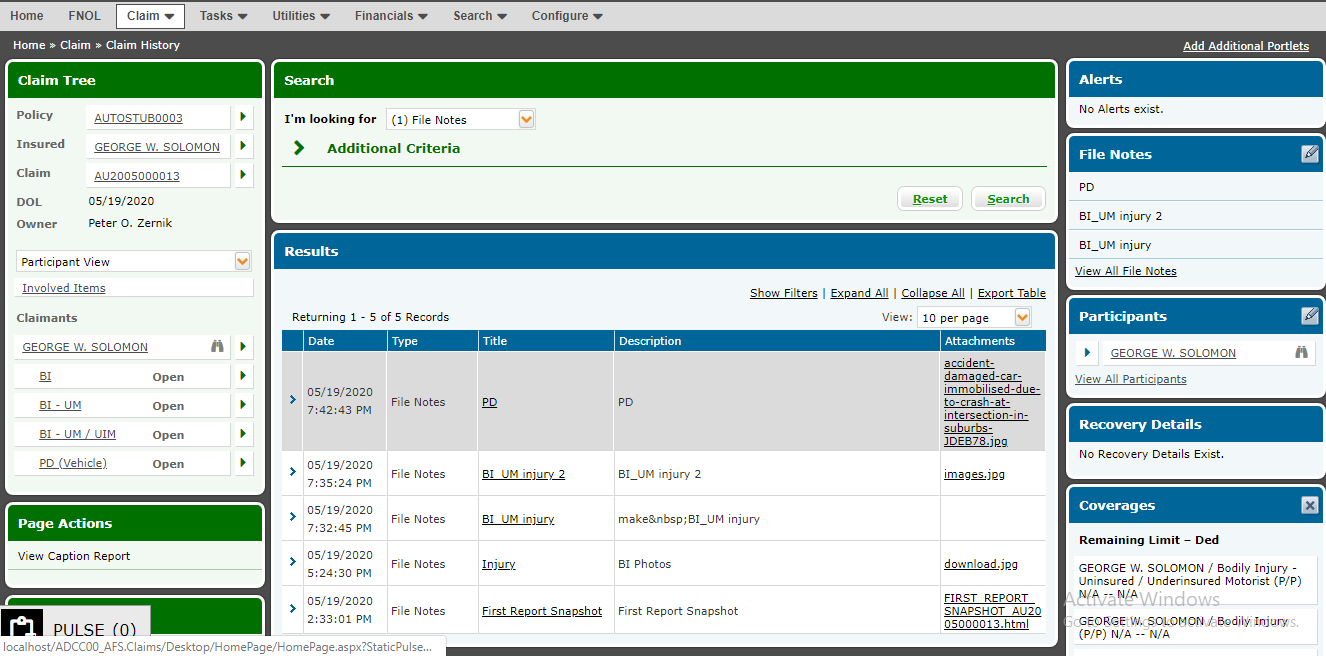 Home FNOL Claim Tasks Utilities Financials Search Configure
Home » Claim » Claim History
Add Additional Portlets
Claim Tree
Policy AUTOSTUB0003
Insured GEORGE W. SOLOMON
Claim AU2005000013
DOL 05/19/2020
Owner Peter O. Zernik
Participant View
Involved Items
Claimants
GEORGE W. SOLOMON
BI Open
BI - UM Open
BI - UM / UIM Open
PD (Vehicle) Open
Page Actions
View Caption Report
PULSE (0)
localhost/ADCC00_AFS.Claims/Desktop/HomePage/HomePage.aspx?StaticPulse...
Search
I'm looking for (1) File Notes
Additional Criteria
Reset Search
Results
Show Filters | Expand All | Collapse All | Export Table
Returning 1 - 5 of 5 Records
View: 10 per page
Date Type Title Description Attachments
05/19/2020
7:42:43 PM
File Notes PD PD
accident-
damaged-car-
immobilised-due-
to-crash-at-
intersection-in-
suburbs-
JDEB78.jpg
05/19/2020
7:35:24 PM
File Notes BI_UM injury 2 BI_UM injury 2 images.jpg
05/19/2020
7:32:45 PM
File Notes BI_UM injury make&nbsp;BI_UM injury
05/19/2020
5:24:30 PM
File Notes Injury BI Photos download.jpg
05/19/2020
2:33:01 PM
File Notes First Report Snapshot First Report Snapshot
FIRST_REPORT_
SNAPSHOT_AU20
05000013.html
Alerts
No Alerts exist.
File Notes
PD
BI_UM injury 2
BI_UM injury
View All File Notes
Participants
GEORGE W. SOLOMON
View All Participants
Recovery Details
No Recovery Details Exist.
Coverages
Remaining Limit – Ded
GEORGE W. SOLOMON / Bodily Injury -
Uninsured / Underinsured Motorist (P/P)
N/A -- N/A
GEORGE W. SOLOMON / Bodily Injury
(P/P) N/A -- N/A
Activate Windows
Go to Settings to activate Windows.